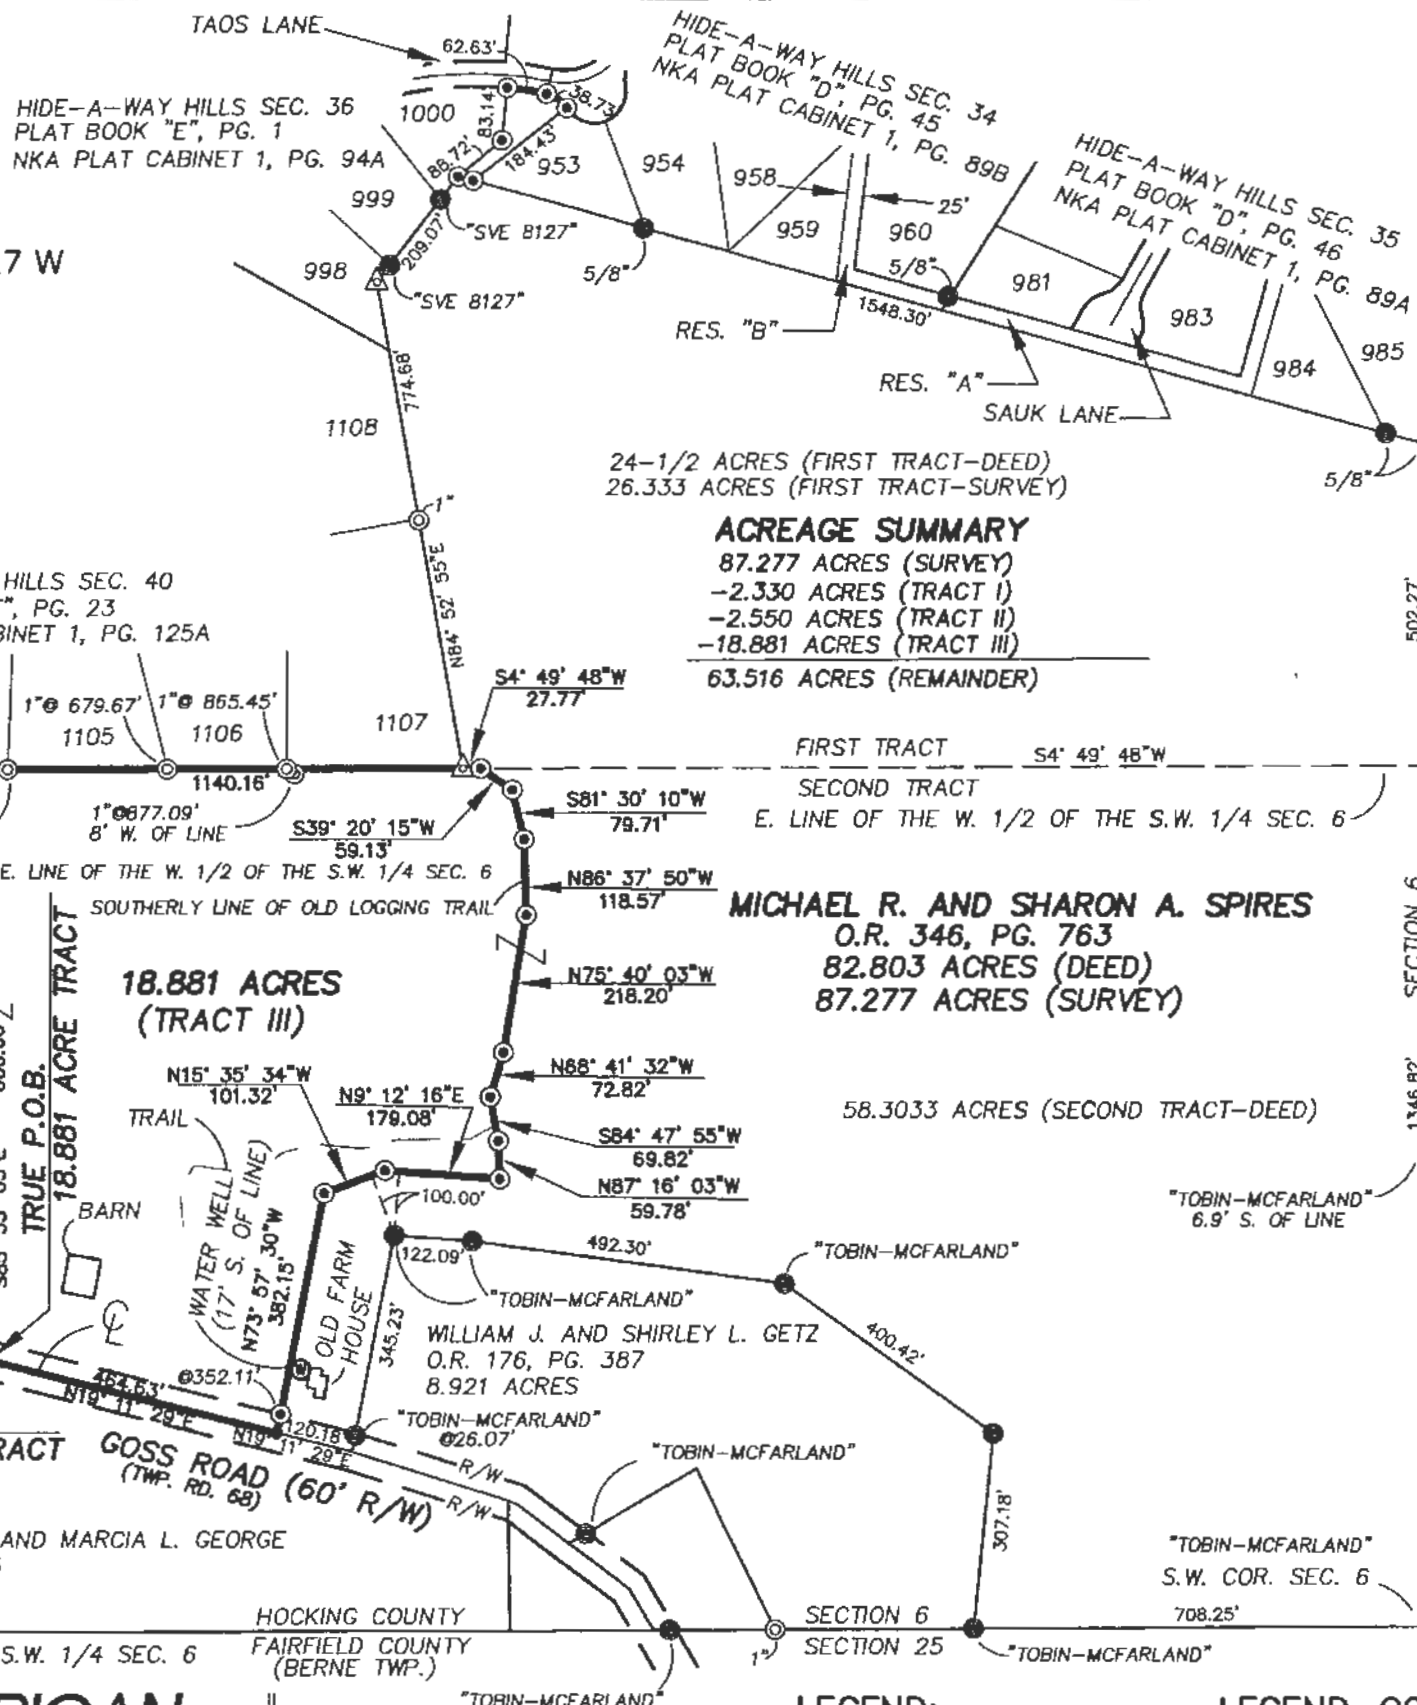 TAOS LANE
62.63'
38.73'
HIDE-A-WAY HILLS SEC. 34
PLAT BOOK "D", PG. 45
NKA PLAT CABINET 1, PG. 89B
HIDE-A-WAY HILLS SEC. 36
PLAT BOOK "E", PG. 1
NKA PLAT CABINET 1, PG. 94A
1000
83.14'
88.72'
184.43'
953
954
958
959
25'
960
HIDE-A-WAY HILLS SEC. 35
PLAT BOOK "D", PG. 46
NKA PLAT CABINET 1, PG. 89A
999
"SVE 8127"
209.07'
7 W
998
"SVE 8127"
5/8"
5/8"
981
983
984
985
1548.30'
RES. "B"
RES. "A"
SAUK LANE
774.68'
1108
5/8"
24-1/2 ACRES (FIRST TRACT-DEED)
26.333 ACRES (FIRST TRACT-SURVEY)
1"
ACREAGE SUMMARY
87.277 ACRES (SURVEY)
-2.330 ACRES (TRACT I)
-2.550 ACRES (TRACT II)
-18.881 ACRES (TRACT III)
63.516 ACRES (REMAINDER)
N84° 52' 55"E
502.27'
HILLS SEC. 40
", PG. 23
BINET 1, PG. 125A
S4° 49' 48"W
27.77'
1"@ 679.67'
1"@ 865.45'
1105
1106
1107
1140.16'
FIRST TRACT
S4° 49' 48"W
SECOND TRACT
E. LINE OF THE W. 1/2 OF THE S.W. 1/4 SEC. 6
1"@877.09'
8' W. OF LINE
S39° 20' 15"W
59.13'
S81° 30' 10"W
79.71'
E. LINE OF THE W. 1/2 OF THE S.W. 1/4 SEC. 6
SOUTHERLY LINE OF OLD LOGGING TRAIL
N86° 37' 50"W
118.57'
MICHAEL R. AND SHARON A. SPIRES
O.R. 346, PG. 763
82.803 ACRES (DEED)
87.277 ACRES (SURVEY)
SECTION 6
18.881 ACRES
(TRACT III)
N75° 40' 03"W
218.20'
TRUE P.O.B.
18.881 ACRE TRACT
N15° 35' 34"W
101.32'
N9° 12' 16"E
179.08'
N68° 41' 32"W
72.82'
58.3033 ACRES (SECOND TRACT-DEED)
1346.82'
TRAIL
S84° 47' 55"W
69.82'
N87° 16' 03"W
59.78'
"TOBIN-MCFARLAND"
6.9' S. OF LINE
BARN
WATER WELL
(17' S. OF LINE)
N73° 57' 30"W
382.15'
100.00'
122.09'
492.30'
"TOBIN-MCFARLAND"
"TOBIN-MCFARLAND"
OLD FARM
HOUSE
345.23'
WILLIAM J. AND SHIRLEY L. GETZ
O.R. 176, PG. 387
8.921 ACRES
400.42'
464.63'
N19° 11' 29"E
@352.11'
120.18'
N19° 11' 29"E
"TOBIN-MCFARLAND"
@26.07'
"TOBIN-MCFARLAND"
RACT
GOSS ROAD (60' R/W)
(TWP. RD. 68)
R/W
R/W
AND MARCIA L. GEORGE
307.18'
"TOBIN-MCFARLAND"
S.W. COR. SEC. 6
HOCKING COUNTY
FAIRFIELD COUNTY
(BERNE TWP.)
SECTION 6
SECTION 25
708.25'
S.W. 1/4 SEC. 6
1"
"TOBIN-MCFARLAND"
"TOBIN-MCFARLAND"
LEGEND: